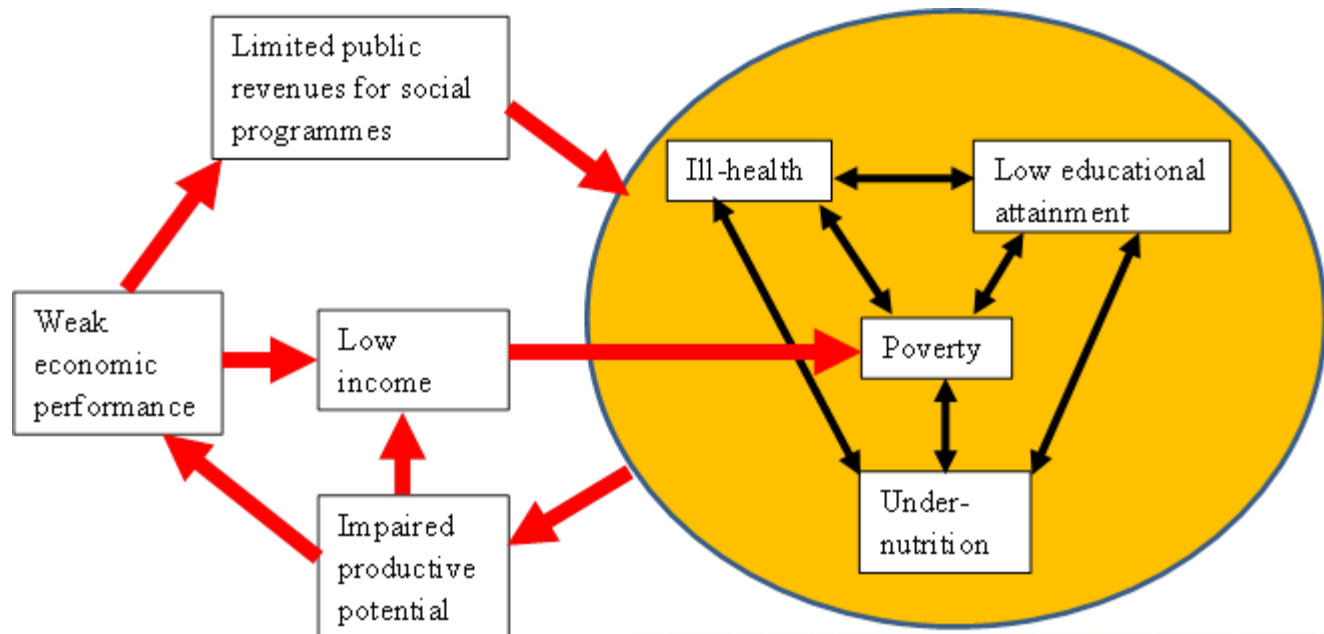 Limited public
revenues for social
programmes
Ill-health
Low educational
attainment
Weak
economic
performance
Low
income
Poverty
Impaired
productive
potential
Under-
nutrition